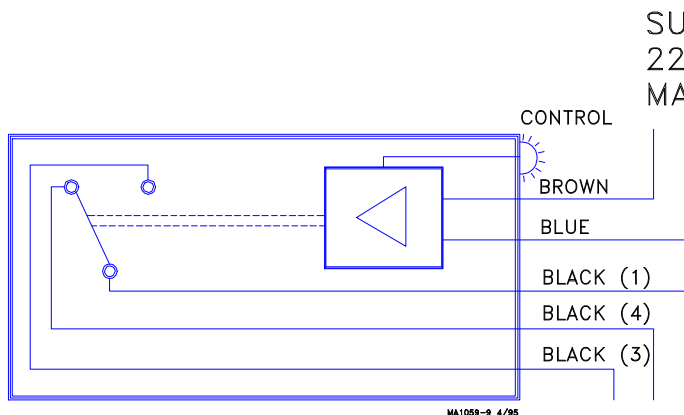 SU
22
MA
CONTROL
BROWN
BLUE
BLACK (1)
BLACK (4)
BLACK (3)
MA1059-9 4/95